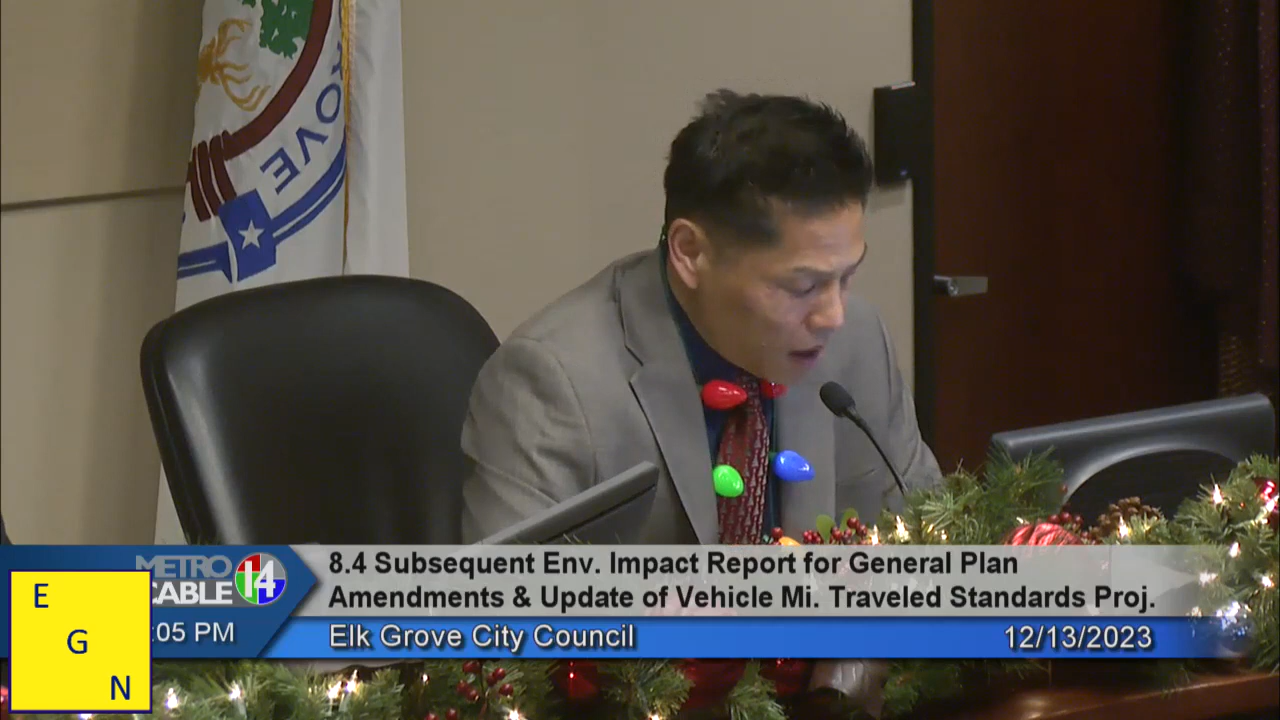 ROVE
METRO
CABLE 14
8.4 Subsequent Env. Impact Report for General Plan
Amendments & Update of Vehicle Mi. Traveled Standards Proj.
:05 PM
Elk Grove City Council
12/13/2023
E
G
N